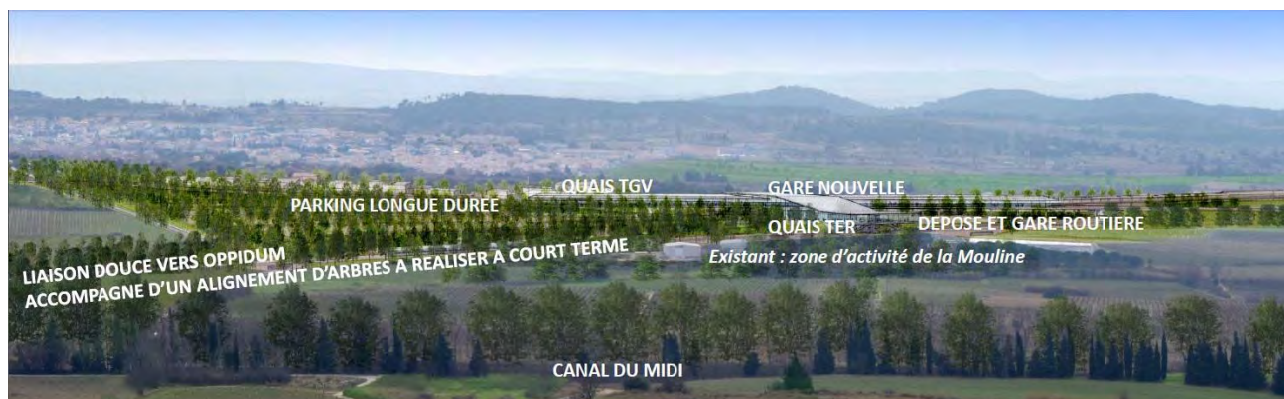 QUAIS TGV
GARE NOUVELLE
PARKING LONGUE DUREE
QUAIS TER
DEPOSE ET GARE ROUTIERE
LIAISON DOUCE VERS OPPIDUM
ACCOMPAGNE D'UN ALIGNEMENT D'ARBRES A REALISER A COURT TERME
Existant : zone d'activité de la Mouline
CANAL DU MIDI